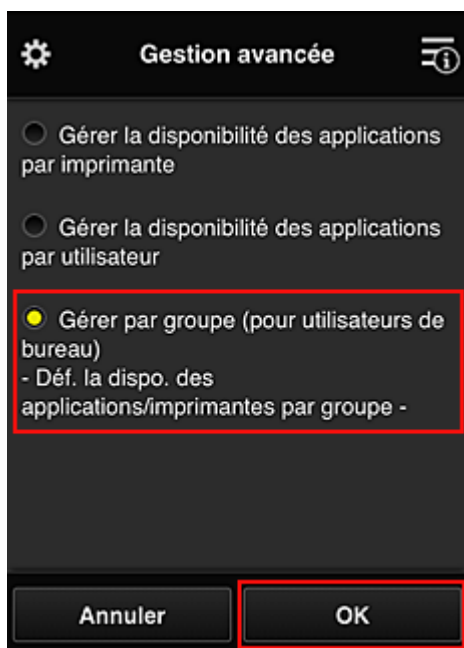 Gestion avancée
Gérer la disponibilité des applications
par imprimante
Gérer la disponibilité des applications
par utilisateur
Gérer par groupe (pour utilisateurs de
bureau)
- Déf. la dispo. des
applications/imprimantes par groupe -
Annuler
OK